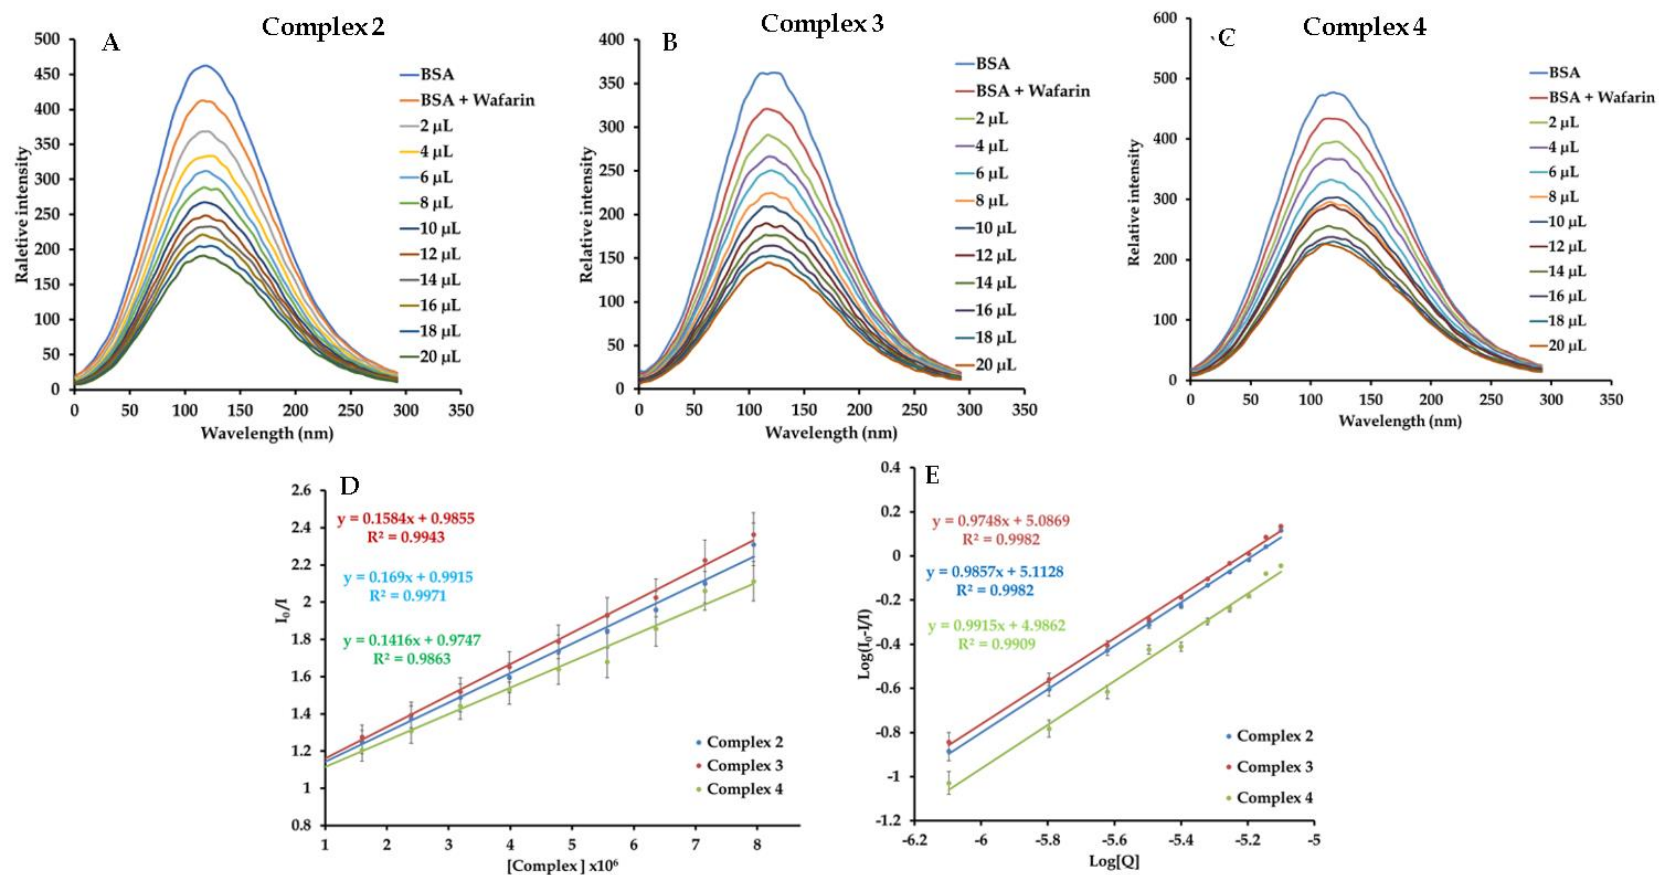 Complex 2
A
500
450
400
350
300
250
200
150
100
50
0
Raletive intensity
0 50 100 150 200 250 300 350
Wavelength (nm)
BSA
BSA + Wafarin
2 µL
4 µL
6 µL
8 µL
10 µL
12 µL
14 µL
16 µL
18 µL
20 µL
Complex 3
B
400
350
300
250
200
150
100
50
0
Relative intensity
0 50 100 150 200 250 300 350
Wavelength (nm)
BSA
BSA + Wafarin
2 µL
4 µL
6 µL
8 µL
10 µL
12 µL
14 µL
16 µL
18 µL
20 µL
Complex 4
C
600
500
400
300
200
100
0
Relative intensity
0 50 100 150 200 250 300 350
Wavelength (nm)
BSA
BSA + Wafarin
2 µL
4 µL
6 µL
8 µL
10 µL
12 µL
14 µL
16 µL
18 µL
20 µL
D
2.6
2.4
2.2
2
1.8
1.6
1.4
1.2
1
0.8
I₀/I
y = 0.1584x + 0.9855
R² = 0.9943
y = 0.169x + 0.9915
R² = 0.9971
y = 0.1416x + 0.9747
R² = 0.9863
Complex 2
Complex 3
Complex 4
1 2 3 4 5 6 7 8
[Complex] x10⁶
E
0.4
0.2
0
-0.2
-0.4
-0.6
-0.8
-1
-1.2
Log(I₀-I/I)
y = 0.9748x + 5.0869
R² = 0.9982
y = 0.9857x + 5.1128
R² = 0.9982
y = 0.9915x + 4.9862
R² = 0.9909
Complex 2
Complex 3
Complex 4
-6.2 -6 -5.8 -5.6 -5.4 -5.2 -5
Log[Q]